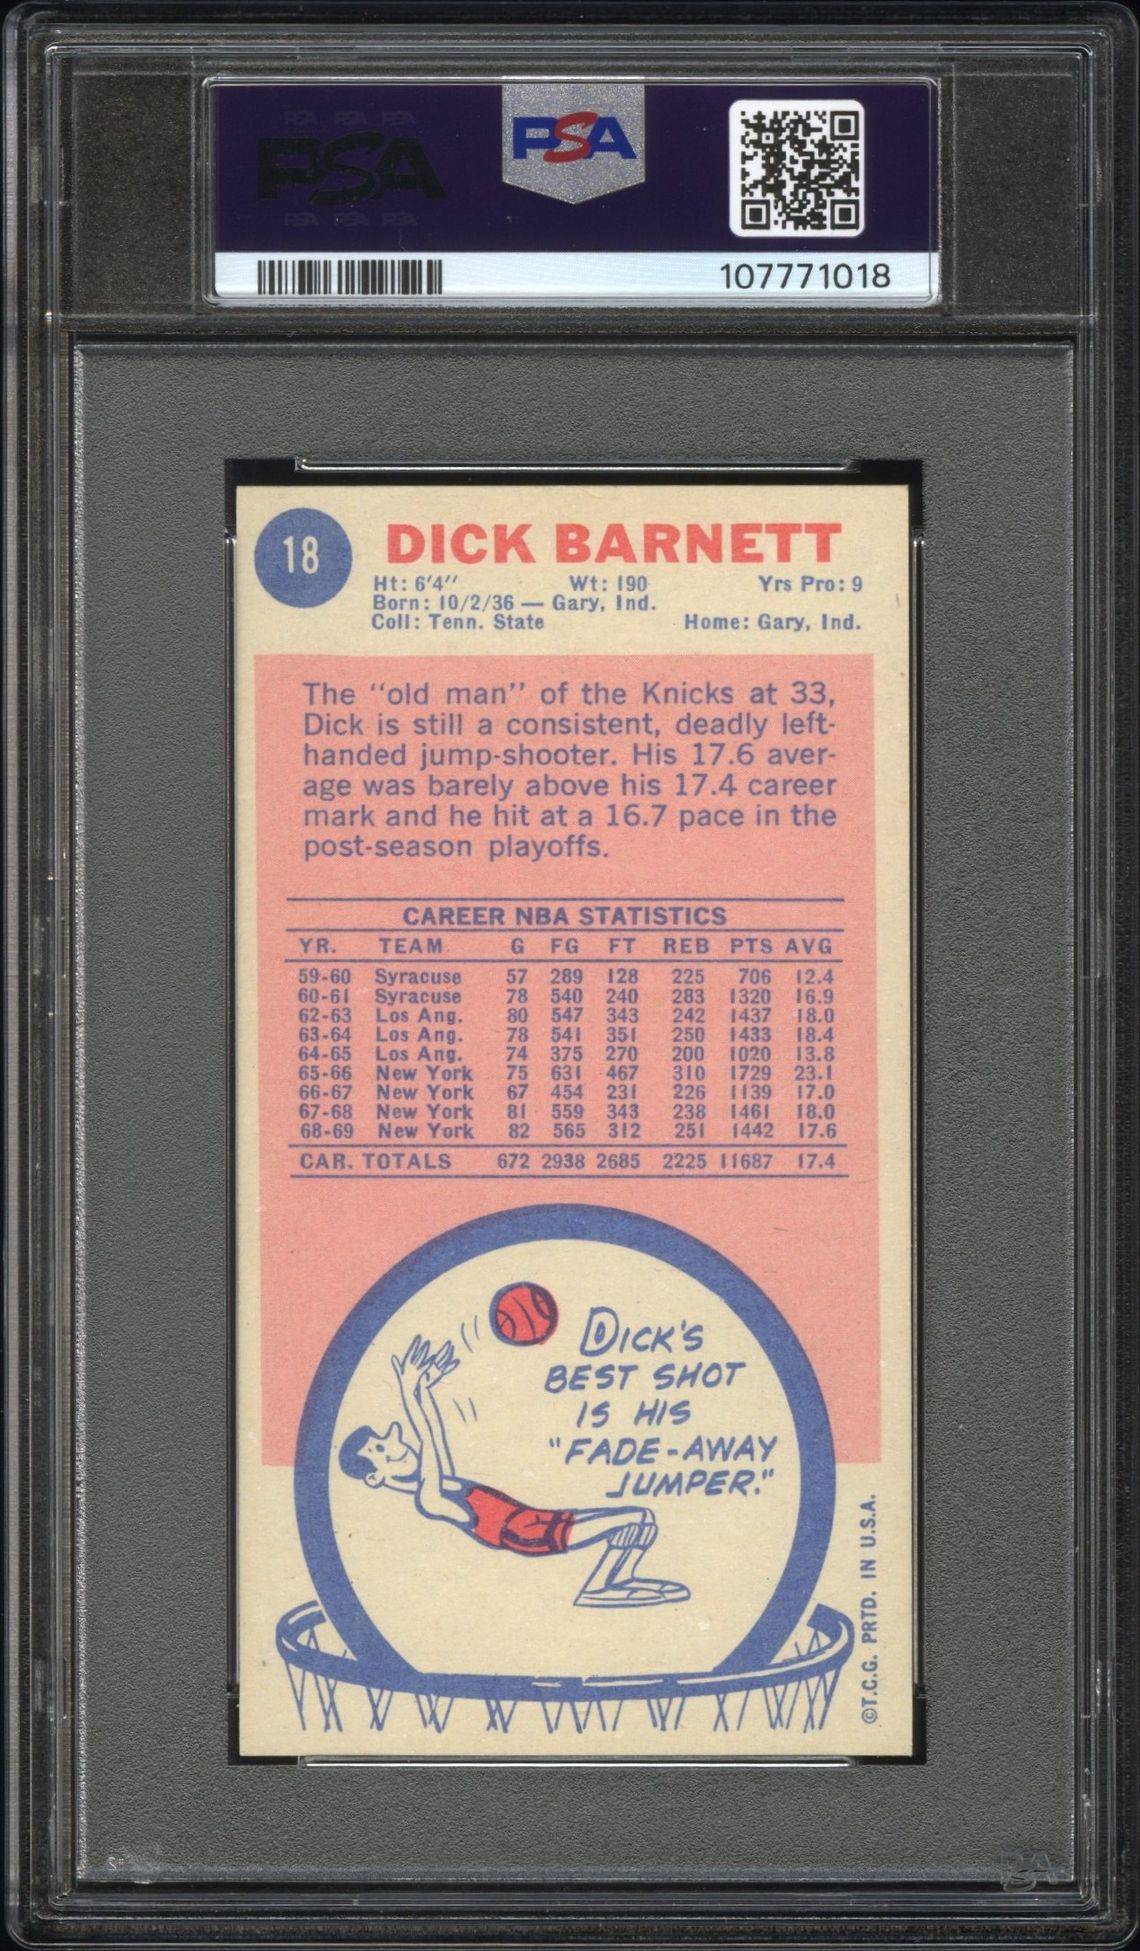 PSA PSA PSA
PSA
PSA PSA PSA
PSA
107771018
18
DICK BARNETT
Ht: 6'4'' Wt: 190 Yrs Pro: 9
Born: 10/2/36 — Gary, Ind.
Coll: Tenn. State Home: Gary, Ind.
The "old man" of the Knicks at 33,
Dick is still a consistent, deadly left-
handed jump-shooter. His 17.6 aver-
age was barely above his 17.4 career
mark and he hit at a 16.7 pace in the
post-season playoffs.
CAREER NBA STATISTICS
YR. TEAM G FG FT REB PTS AVG
59-60 Syracuse 57 289 128 225 706 12.4
60-61 Syracuse 78 540 240 283 1320 16.9
62-63 Los Ang. 80 547 343 242 1437 18.0
63-64 Los Ang. 78 541 351 250 1433 18.4
64-65 Los Ang. 74 375 270 200 1020 13.8
65-66 New York 75 631 467 310 1729 23.1
66-67 New York 67 454 231 226 1139 17.0
67-68 New York 81 559 343 238 1461 18.0
68-69 New York 82 565 312 251 1442 17.6
CAR. TOTALS 672 2938 2685 2225 11687 17.4
DICK'S
BEST SHOT
IS HIS
"FADE-AWAY
JUMPER."
©T.C.G. PRTD. IN U.S.A.
PSA